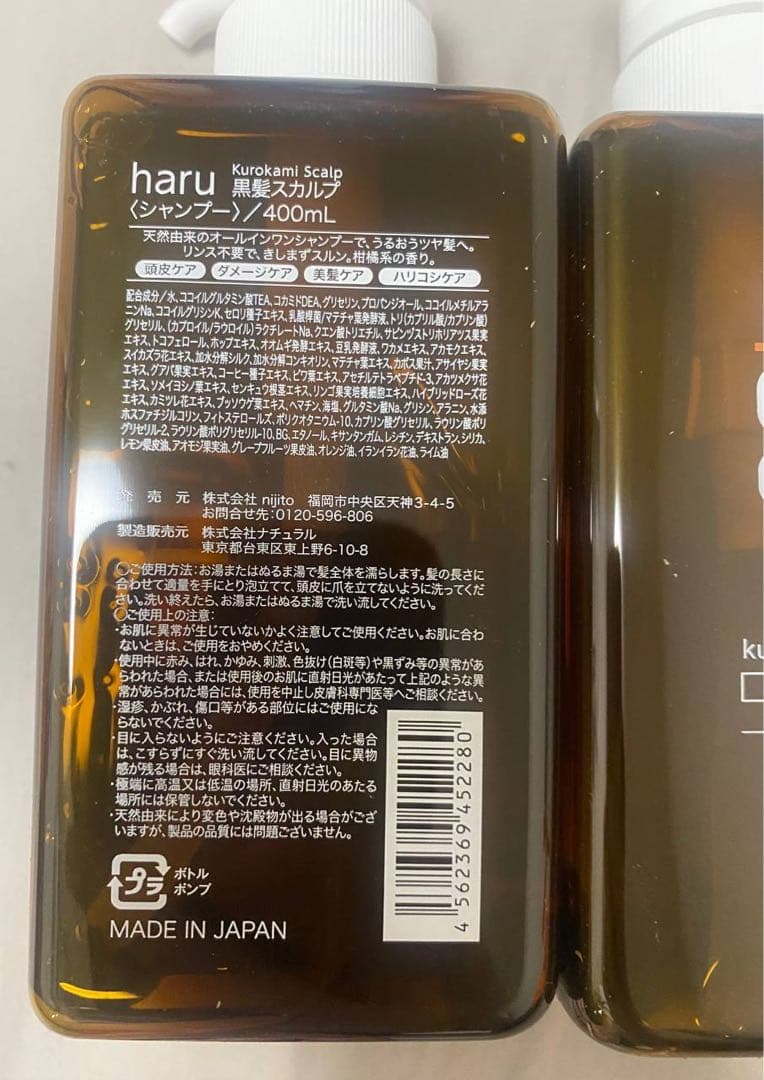 haru Kurokami Scalp
黒髪スカルプ
〈シャンプー〉／400mL
天然由来のオールインワンシャンプーで、うるおうツヤ髪へ。
リンス不要で、きしまずスルン。柑橘系の香り。
頭皮ケア ダメージケア 美髪ケア ハリコシケア
配合成分／水、ココイルグルタミン酸TEA、コカミドDEA、グリセリン、プロパンジオール、ココイルメチルアラ
ニンNa、ココイルグリシンK、セロリ種子エキス、乳酸桿菌/マテチャ葉発酵液、トリ(カプリル酸/カプリン酸)
グリセリル、(カプロイル/ラウロイル)ラクチレートNa、クエン酸トリエチル、サピンヅストリホリアツス果実
エキス、トコフェロール、ホップエキス、オオムギ発酵エキス、豆乳発酵液、ワカメエキス、アカモクエキス、
スイカズラ花エキス、加水分解シルク、加水分解コンキオリン、マテチャ葉エキス、カボス果汁、アサイヤシ果実
エキス、グアバ果実エキス、コーヒー種子エキス、ビワ葉エキス、アセチルテトラペプチド-3、アカツメクサ花
エキス、ソメイヨシノ葉エキス、センキュウ根茎エキス、リンゴ果実培養細胞エキス、ハイブリッドローズ花
エキス、カミツレ花エキス、ブッソウゲ葉エキス、ヘマチン、海塩、グルタミン酸Na、グリシン、アラニン、水添
ホスファチジルコリン、フィトステロールズ、ポリクオタニウム-10、カプリン酸グリセリル、ラウリン酸ポリ
グリセリル-2、ラウリン酸ポリグリセリル-10、BG、エタノール、キサンタンガム、レシチン、デキストラン、シリカ、
レモン果皮油、アオモジ果実油、グレープフルーツ果皮油、オレンジ油、イランイラン花油、ライム油
発 売 元 株式会社 nijito 福岡市中央区天神3-4-5
お問合せ先：0120-596-806
製造販売元 株式会社ナチュラル
東京都台東区東上野6-10-8
○ご使用方法：お湯またはぬるま湯で髪全体を濡らします。髪の長さに
合わせて適量を手にとり泡立てて、頭皮に爪を立てないように洗ってくださ
い。洗い終えたら、お湯またはぬるま湯で洗い流してください。
○ご使用上の注意：
・お肌に異常が生じていないかよく注意してご使用ください。お肌に合わ
ないときは、ご使用をおやめください。
・使用中に赤み、はれ、かゆみ、刺激、色抜け(白斑等)や黒ずみ等の異常があ
らわれた場合、または使用後のお肌に直射日光があたって上記のような異
常があらわれた場合には、使用を中止し皮膚科専門医等へご相談ください。
・湿疹、かぶれ、傷口等がある部位にはご使用にな
らないでください。
・目に入らないようにご注意ください。入った場合
は、こすらずにすぐ洗い流してください。目に異物
感が残る場合は、眼科医にご相談ください。
・極端に高温又は低温の場所、直射日光のあたる
場所には保管しないでください。
・天然由来により変色や沈殿物が出る場合がござ
いますが、製品の品質には問題ございません。
プラ ボトル
ポンプ
MADE IN JAPAN
4 562369 452280
ku